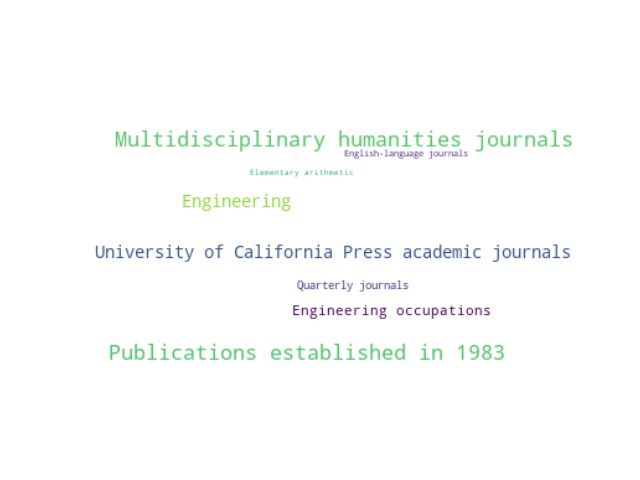 Multidisciplinary humanities journals
English-language journals
Elementary arithmetic
Engineering
University of California Press academic journals
Quarterly journals
Engineering occupations
Publications established in 1983